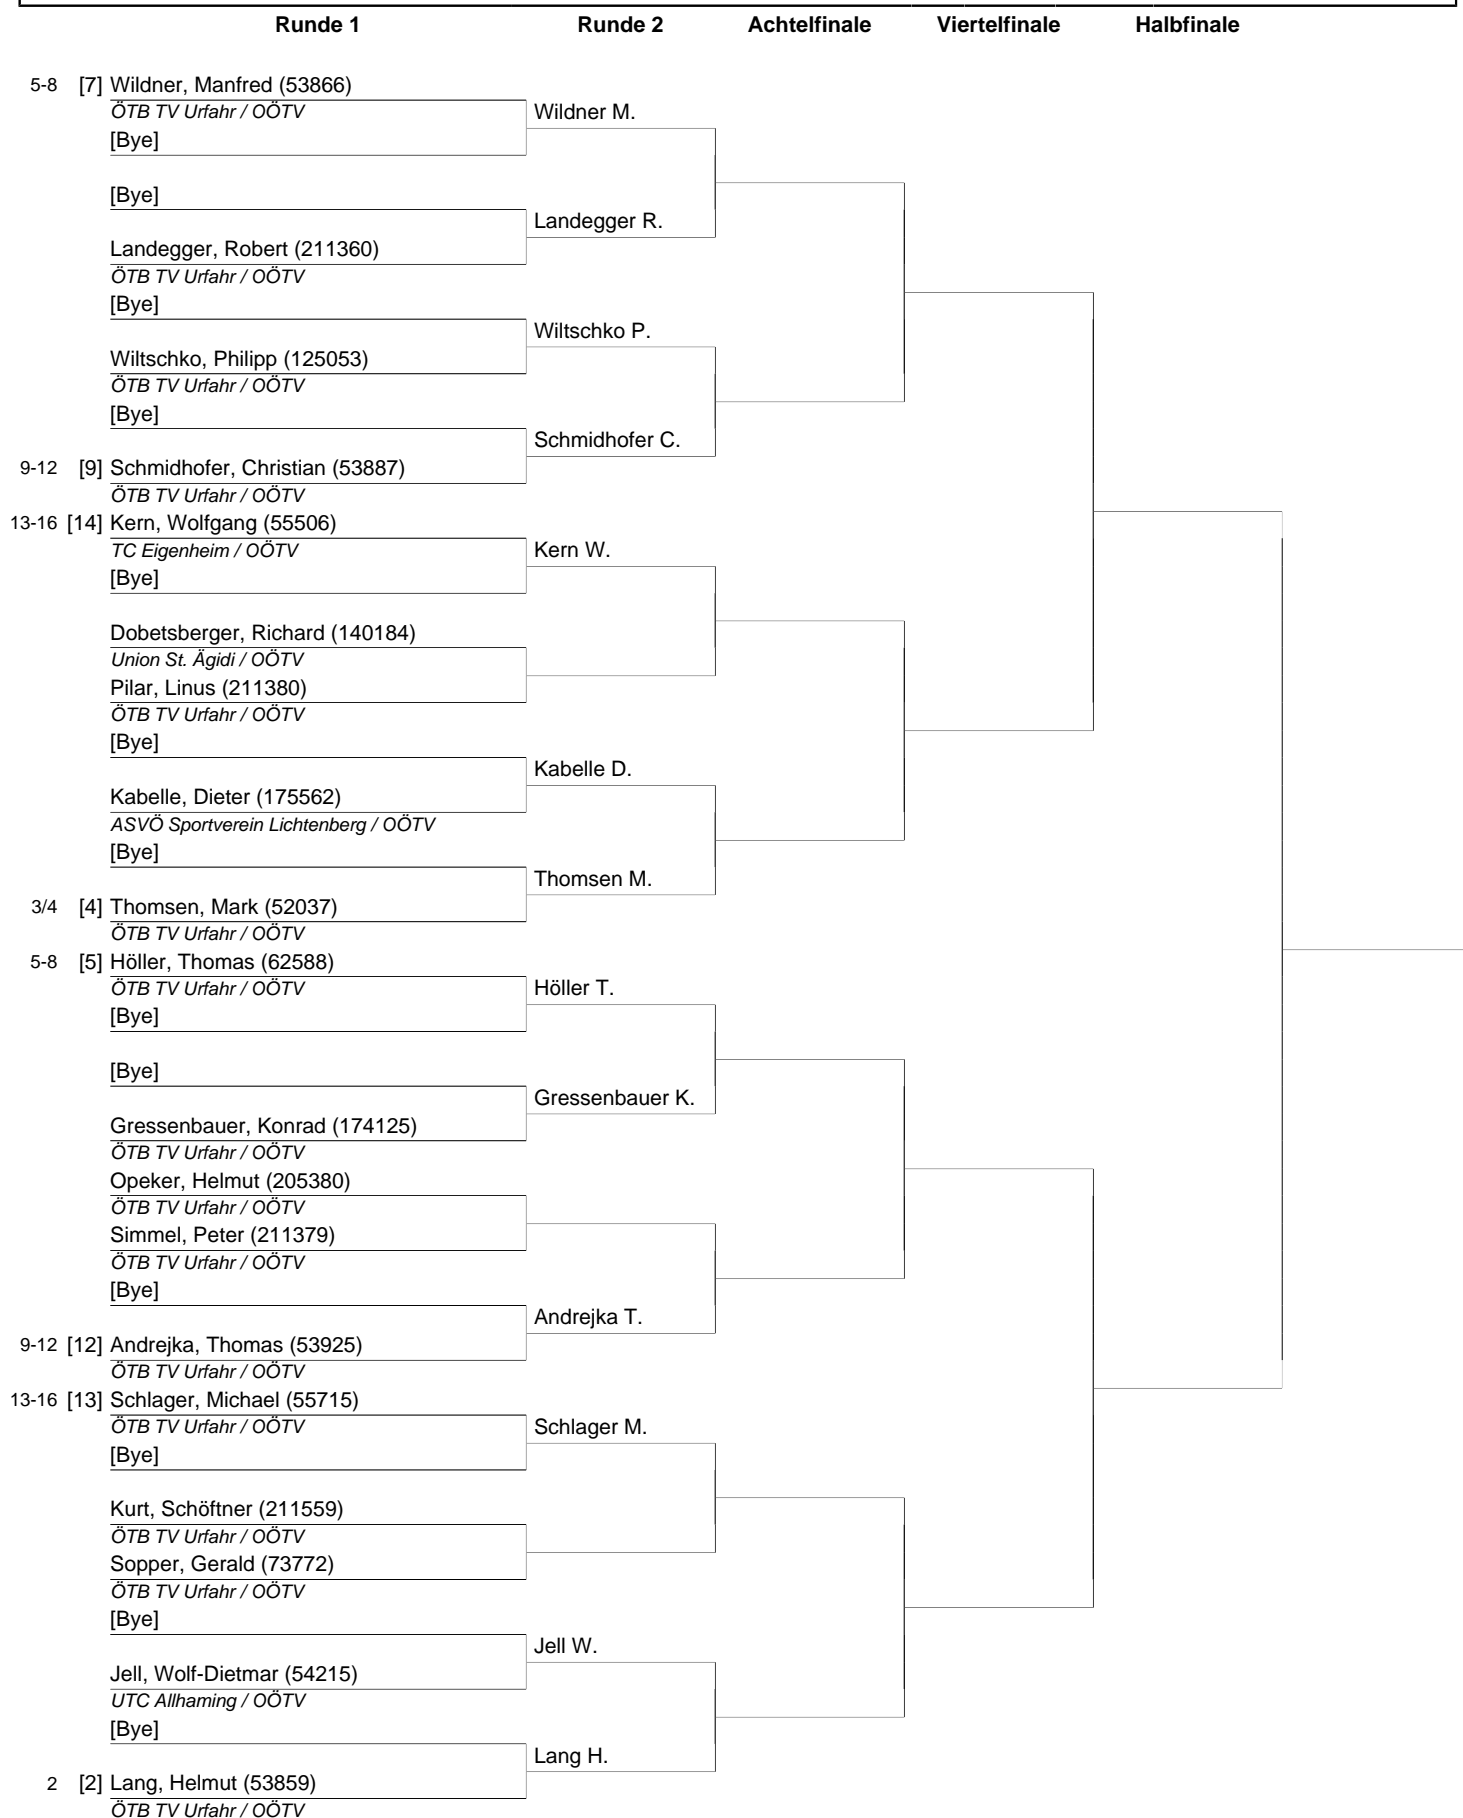 Runde 1 Runde 2 Achtelfinale Viertelfinale Halbfinale
5-8 [7] Wildner, Manfred (53866)
ÖTB TV Urfahr / OÖTV
Wildner M.
[Bye]
[Bye]
Landegger R.
Landegger, Robert (211360)
ÖTB TV Urfahr / OÖTV
[Bye]
Wiltschko P.
Wiltschko, Philipp (125053)
ÖTB TV Urfahr / OÖTV
[Bye]
Schmidhofer C.
9-12 [9] Schmidhofer, Christian (53887)
ÖTB TV Urfahr / OÖTV
13-16 [14] Kern, Wolfgang (55506)
TC Eigenheim / OÖTV
Kern W.
[Bye]
Dobetsberger, Richard (140184)
Union St. Ägidi / OÖTV
Pilar, Linus (211380)
ÖTB TV Urfahr / OÖTV
[Bye]
Kabelle D.
Kabelle, Dieter (175562)
ASVÖ Sportverein Lichtenberg / OÖTV
[Bye]
Thomsen M.
3/4 [4] Thomsen, Mark (52037)
ÖTB TV Urfahr / OÖTV
5-8 [5] Höller, Thomas (62588)
ÖTB TV Urfahr / OÖTV
Höller T.
[Bye]
[Bye]
Gressenbauer K.
Gressenbauer, Konrad (174125)
ÖTB TV Urfahr / OÖTV
Opeker, Helmut (205380)
ÖTB TV Urfahr / OÖTV
Simmel, Peter (211379)
ÖTB TV Urfahr / OÖTV
[Bye]
Andrejka T.
9-12 [12] Andrejka, Thomas (53925)
ÖTB TV Urfahr / OÖTV
13-16 [13] Schlager, Michael (55715)
ÖTB TV Urfahr / OÖTV
Schlager M.
[Bye]
Kurt, Schöftner (211559)
ÖTB TV Urfahr / OÖTV
Sopper, Gerald (73772)
ÖTB TV Urfahr / OÖTV
[Bye]
Jell W.
Jell, Wolf-Dietmar (54215)
UTC Allhaming / OÖTV
[Bye]
Lang H.
2 [2] Lang, Helmut (53859)
ÖTB TV Urfahr / OÖTV